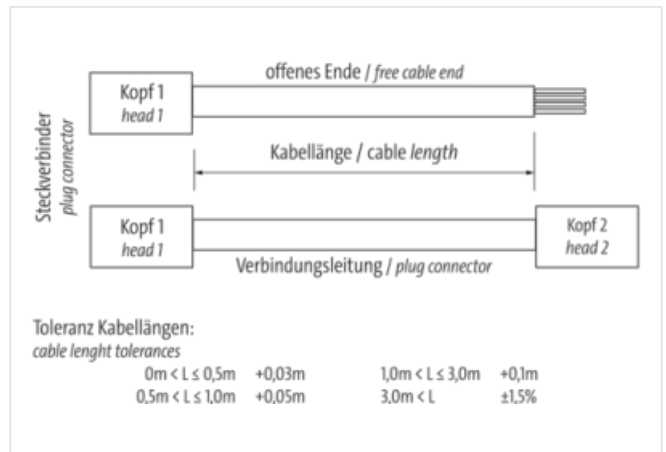 offenes Ende / free cable end
Kopf 1
head 1
Steckverbinder
plug connector
Kabellänge / cable length
Kopf 1
head 1
Kopf 2
head 2
Verbindungsleitung / plug connector
Toleranz Kabellängen:
cable lenght tolerances
0m < L ≤ 0,5m +0,03m 1,0m < L ≤ 3,0m +0,1m
0,5m < L ≤ 1,0m +0,05m 3,0m < L ±1,5%